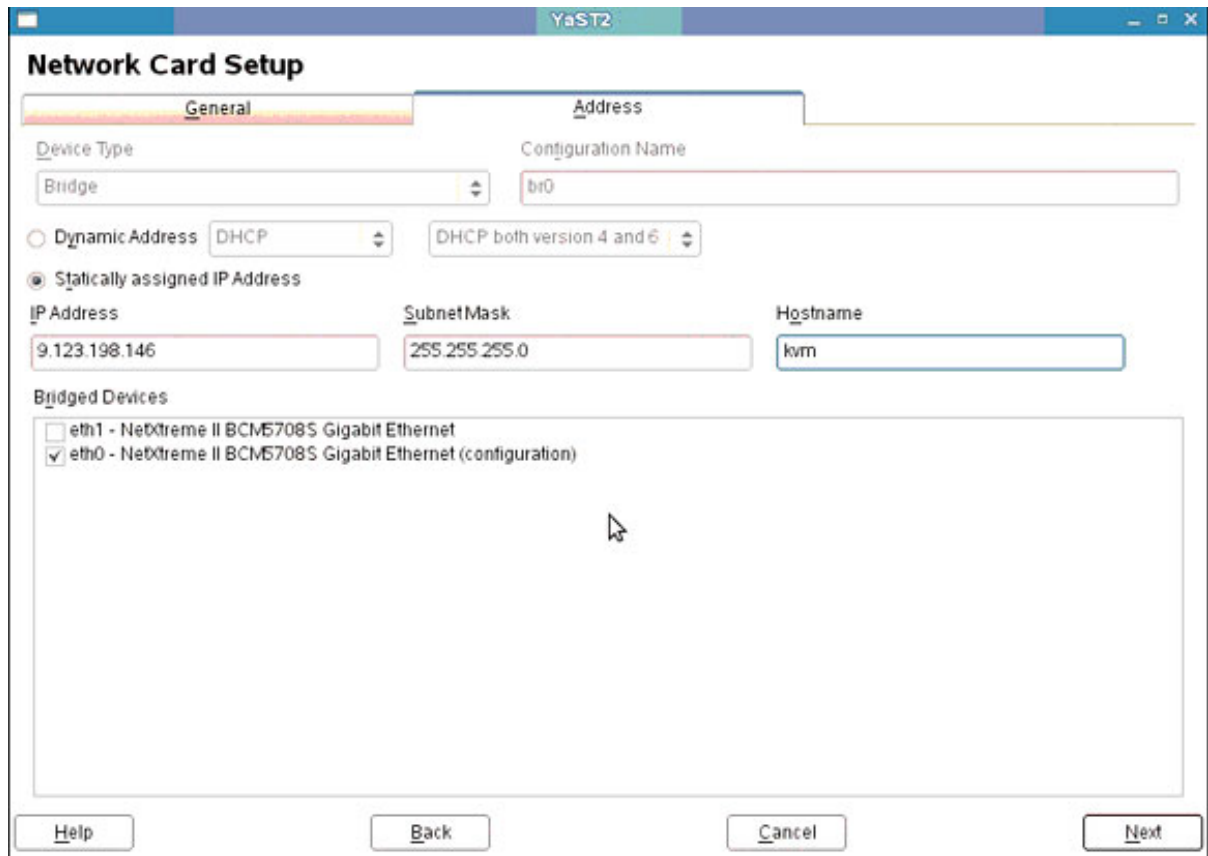 YaST2
Network Card Setup
General Address
Device Type Configuration Name
Bridge br0
Dynamic Address DHCP DHCP both version 4 and 6
Statically assigned IP Address
IP Address Subnet Mask Hostname
9.123.198.146 255.255.255.0 kvm
Bridged Devices
eth1 - NetXtreme II BCM5708S Gigabit Ethernet
eth0 - NetXtreme II BCM5708S Gigabit Ethernet (configuration)
Help Back Cancel Next